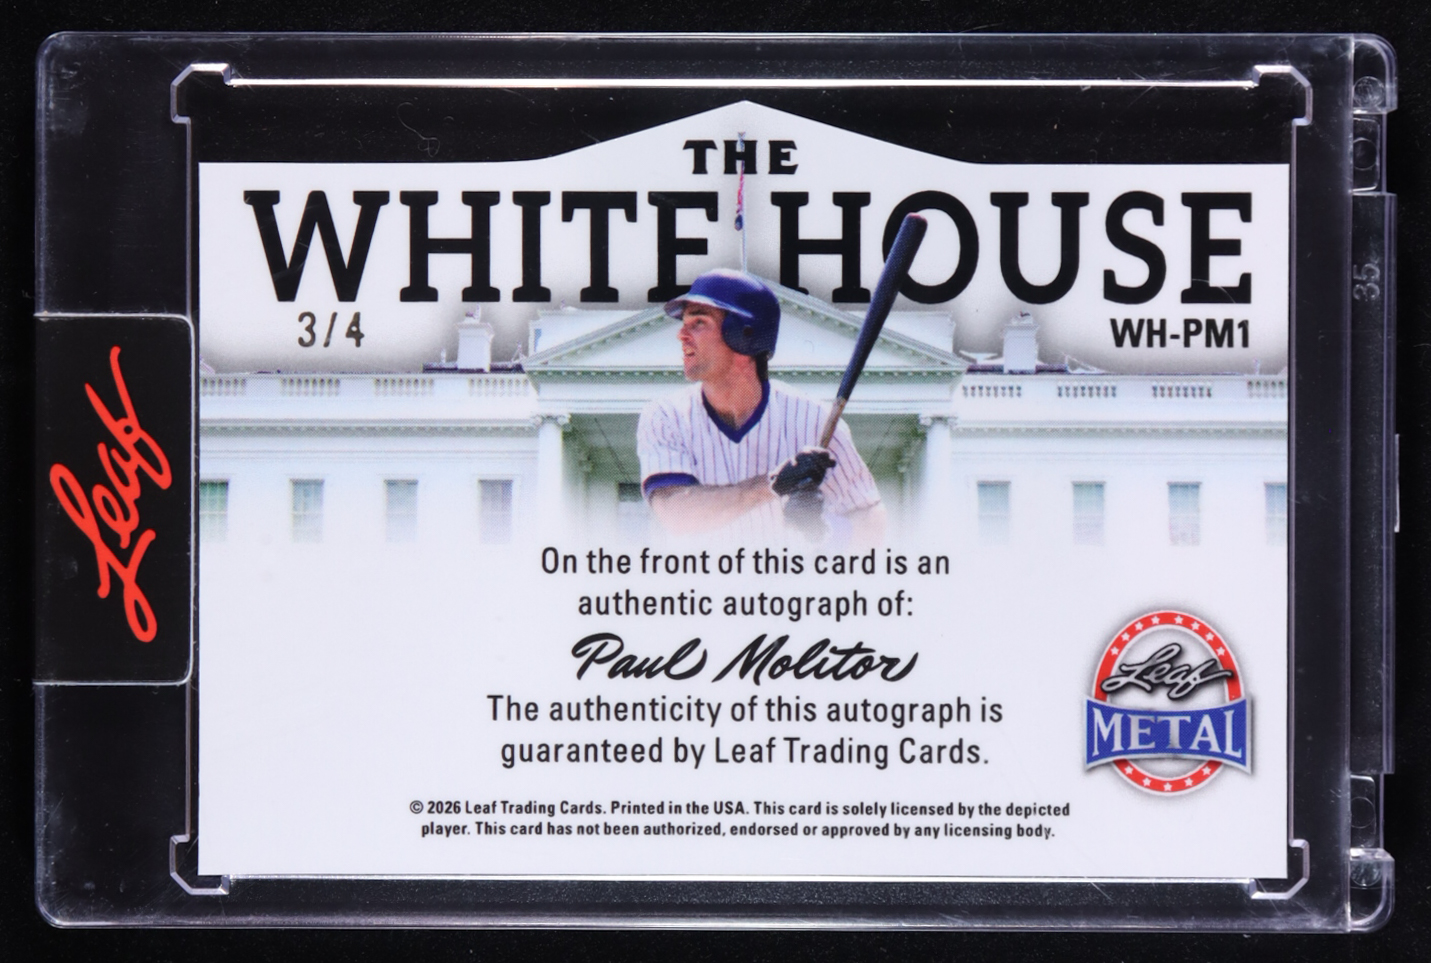 THE
WHITE HOUSE
3/4
WH-PM1
35
Leaf
On the front of this card is an
authentic autograph of:
Paul Molitor
The authenticity of this autograph is
guaranteed by Leaf Trading Cards.
Leaf
METAL
© 2026 Leaf Trading Cards. Printed in the USA. This card is solely licensed by the depicted
player. This card has not been authorized, endorsed or approved by any licensing body.